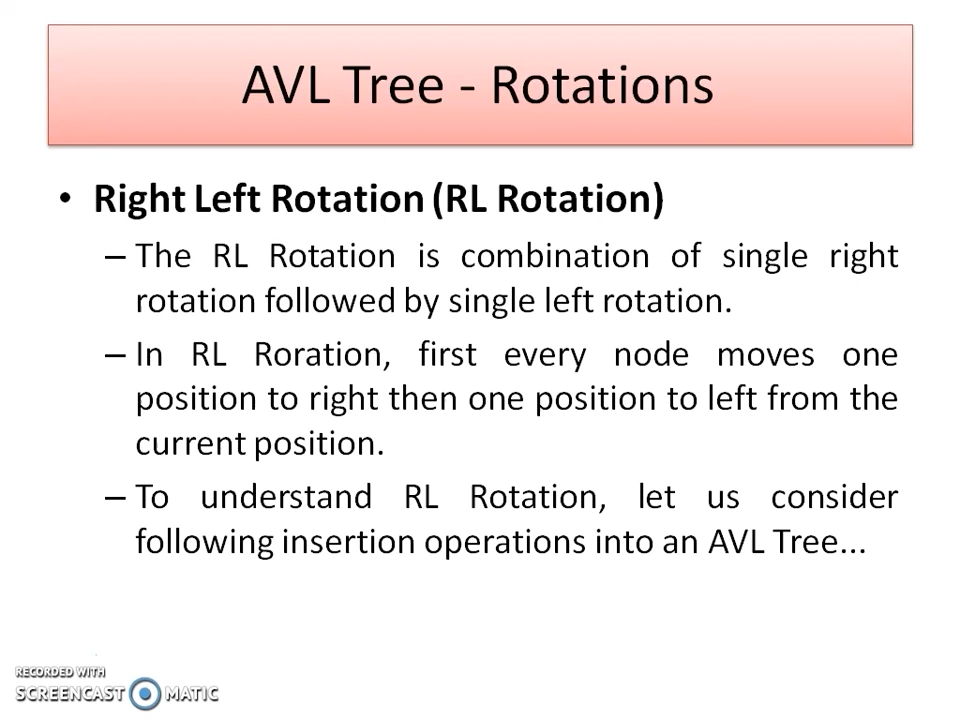 AVL Tree - Rotations
• Right Left Rotation (RL Rotation)
– The RL Rotation is combination of single right
rotation followed by single left rotation.
– In RL Roration, first every node moves one
position to right then one position to left from the
current position.
– To understand RL Rotation, let us consider
following insertion operations into an AVL Tree...
RECORDED WITH
SCREENCAST MATIC